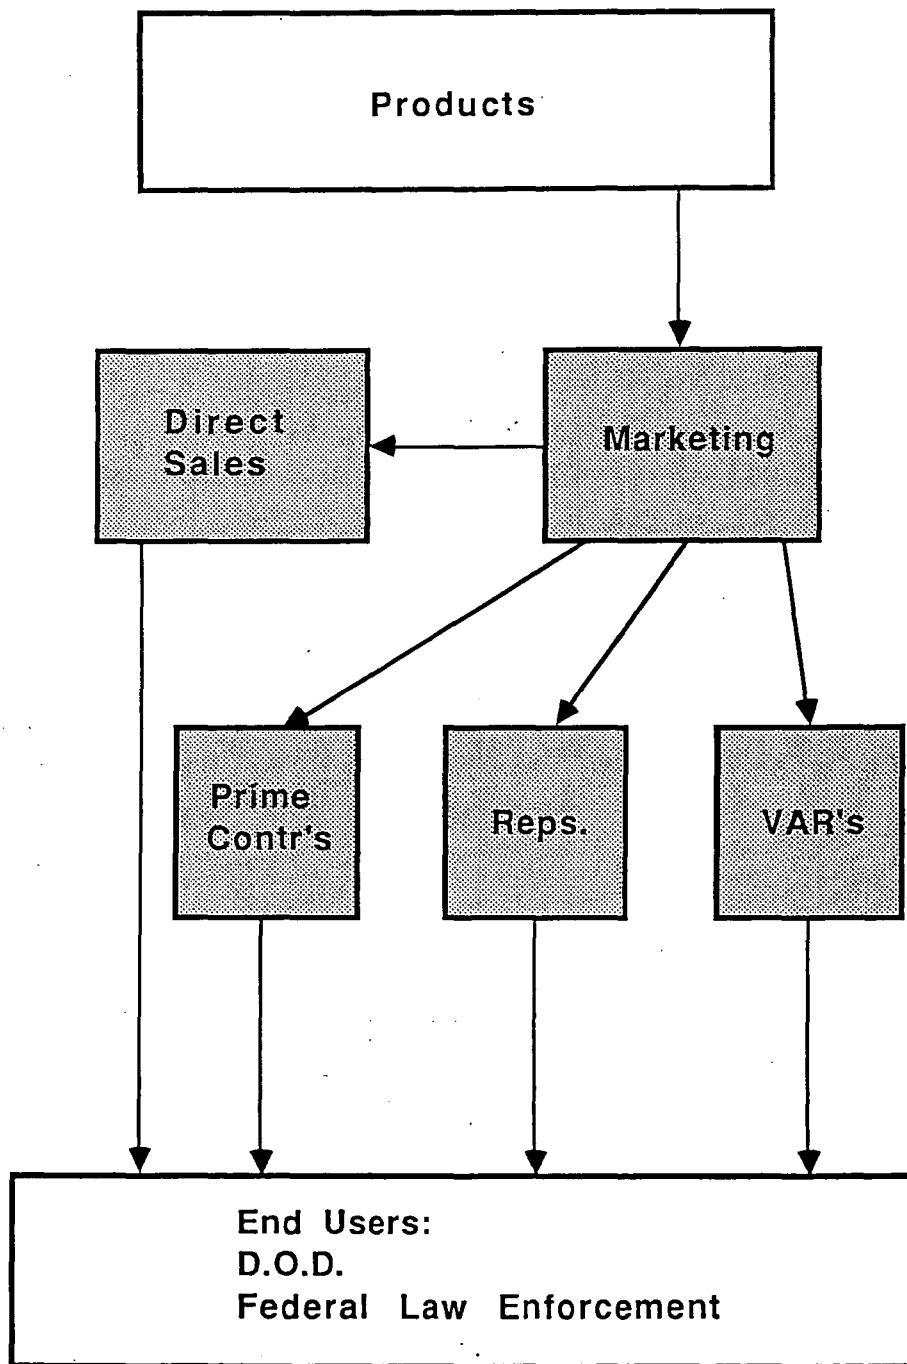 Products
Direct
Sales
Marketing
Prime
Contr's
Reps.
VAR's
End Users:
D.O.D.
Federal Law Enforcement